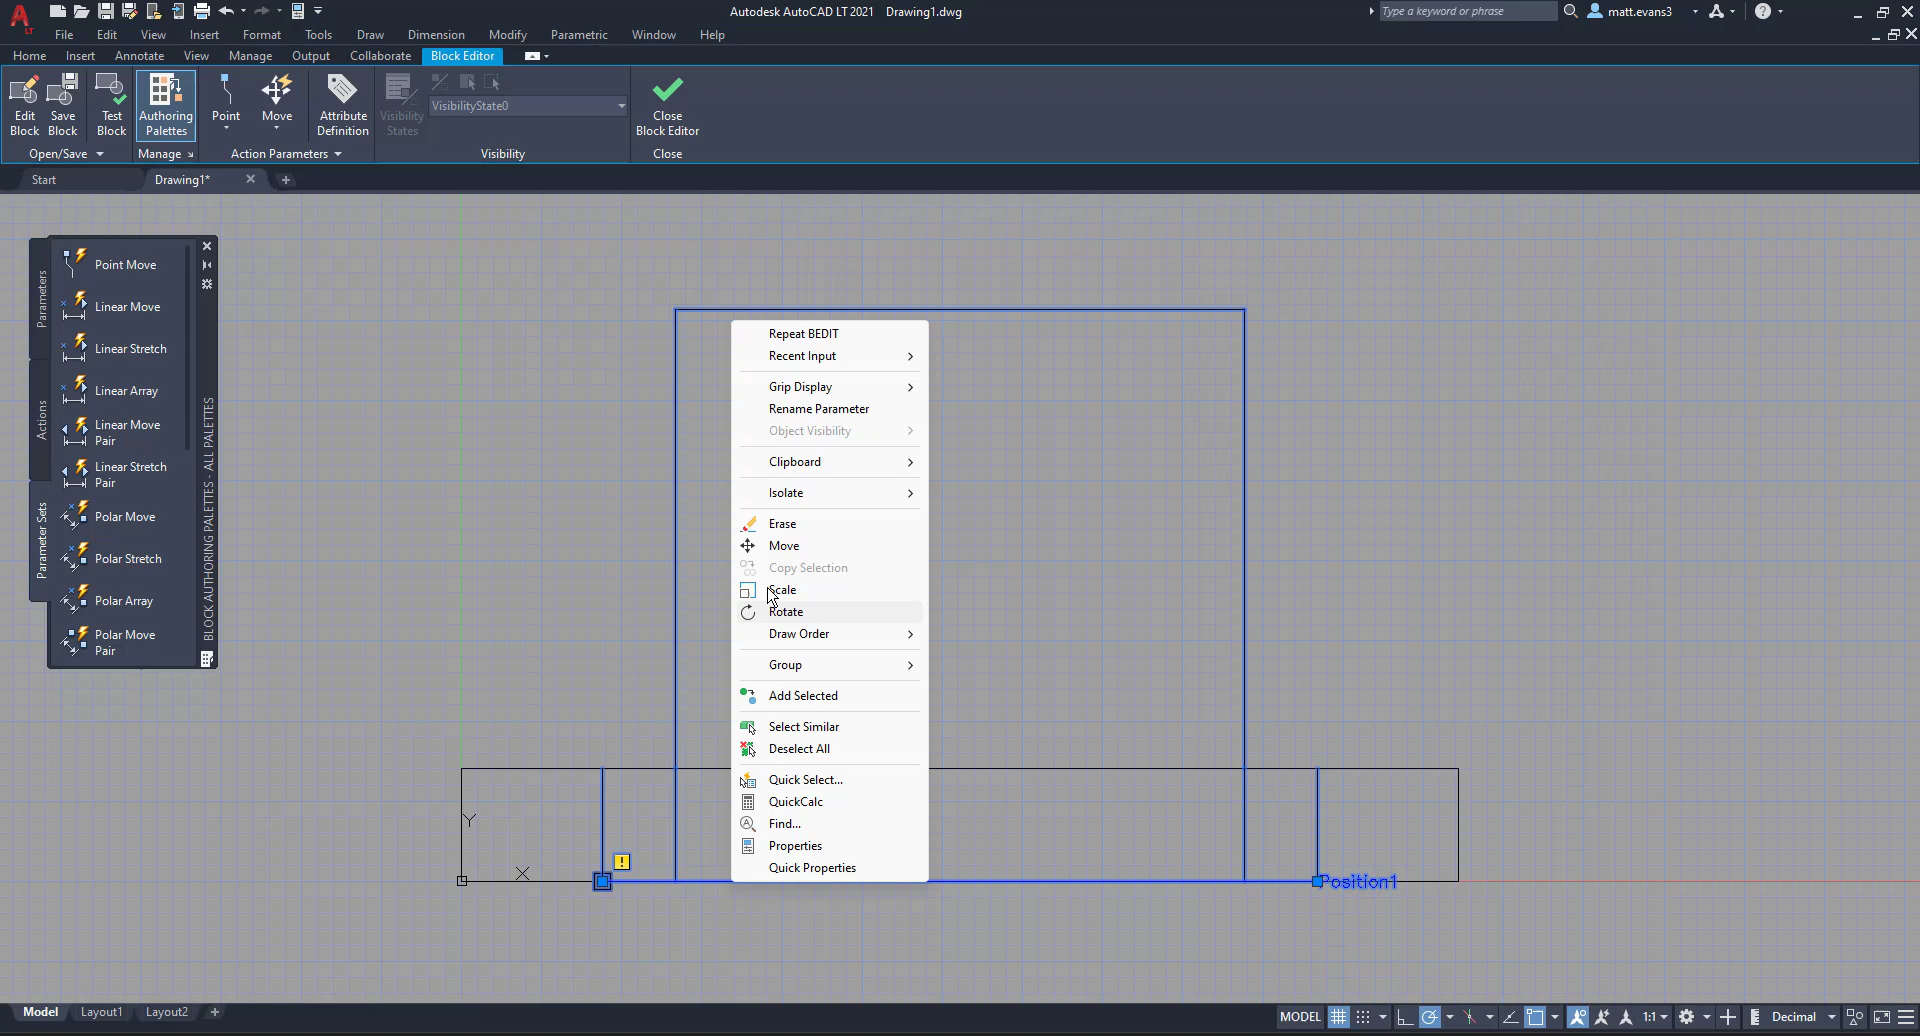 Autodesk AutoCAD LT 2021 Drawing1.dwg
Type a keyword or phrase
matt.evans3
LT
File Edit View Insert Format Tools Draw Dimension Modify Parametric Window Help
Home Insert Annotate View Manage Output Collaborate Block Editor
Edit Block
Save Block
Test Block
Authoring Palettes
Point
Move
Attribute Definition
Visibility States
VisibilityState0
Close Block Editor
Open/Save Manage Action Parameters Visibility Close
Start Drawing1*
Parameters
Actions
Parameter Sets
Point Move
Linear Move
Linear Stretch
Linear Array
Linear Move
Pair
Linear Stretch
Pair
Polar Move
Polar Stretch
Polar Array
Polar Move
Pair
BLOCK AUTHORING PALETTES - ALL PALETTES
Repeat BEDIT
Recent Input
Grip Display
Rename Parameter
Object Visibility
Clipboard
Isolate
Erase
Move
Copy Selection
Scale
Rotate
Draw Order
Group
Add Selected
Select Similar
Deselect All
Quick Select...
QuickCalc
Find...
Properties
Quick Properties
Y
X
!
Position1
Model Layout1 Layout2
MODEL 1:1 Decimal